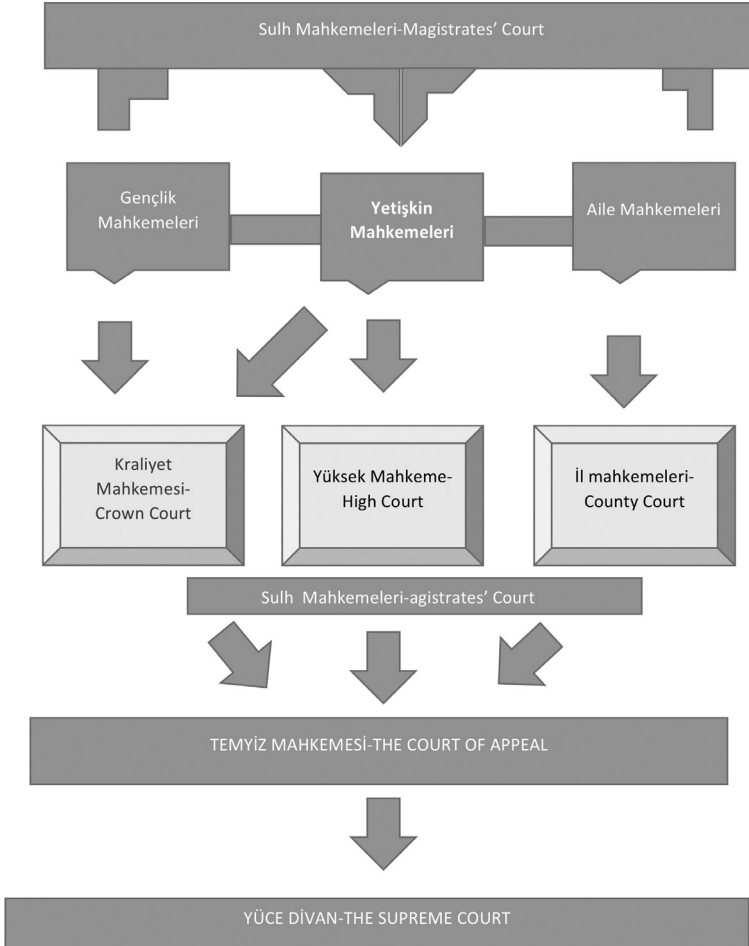 Sulh Mahkemeleri-Magistrates’ Court
Gençlik
Mahkemeleri
Yetişkin
Mahkemeleri
Aile Mahkemeleri
Kraliyet
Mahkemesi-
Crown Court
Yüksek Mahkeme-
High Court
İl mahkemeleri-
County Court
Sulh Mahkemeleri-agistrates’ Court
TEMYİZ MAHKEMESİ-THE COURT OF APPEAL
YÜCE DİVAN-THE SUPREME COURT